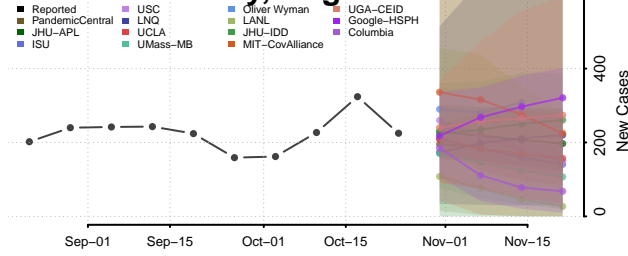 Reported USC Oliver Wyman UGA−CEID
PandemicCentral LNQ LANL Google−HSPH
JHU−APL UCLA JHU−IDD Columbia
ISU UMass−MB MIT−CovAlliance
400
200
0
New Cases
Sep−01 Sep−15 Oct−01 Oct−15 Nov−01 Nov−15